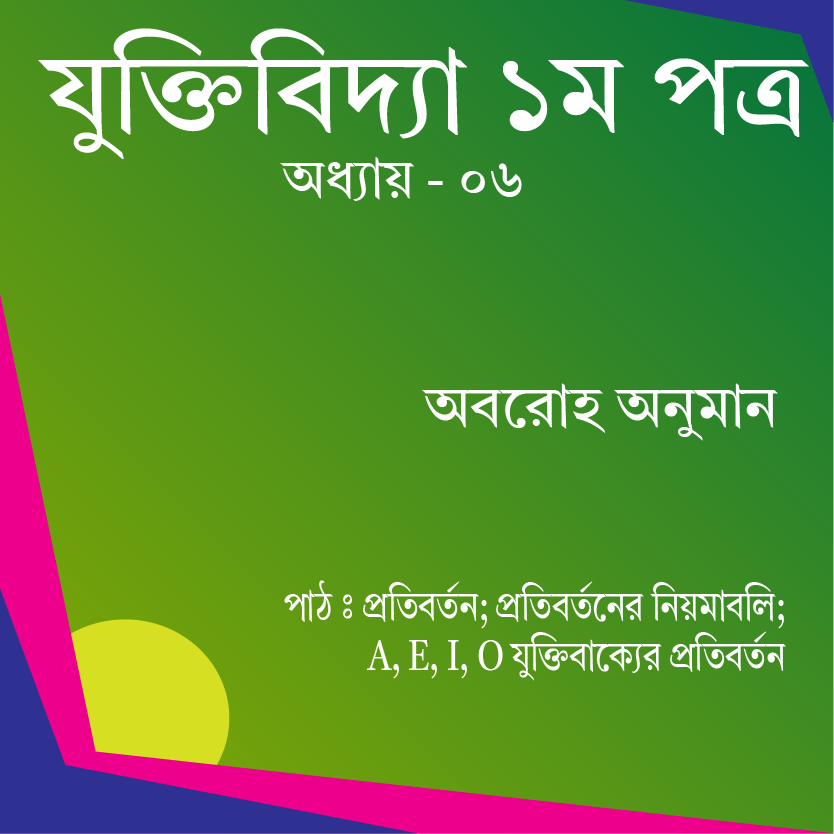 যুক্তিবিদ্যা ১ম পত্র
অধ্যায় - ০৬
অবরোহ অনুমান
পাঠ ঃ প্রতিবর্তন; প্রতিবর্তনের নিয়মাবলি;
A, E, I, O যুক্তিবাক্যের প্রতিবর্তন